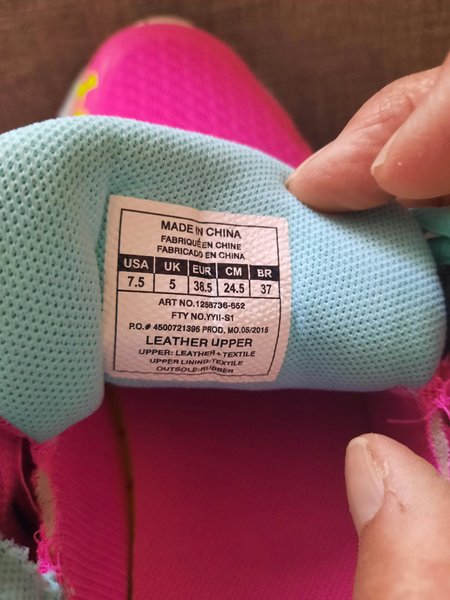 MADE IN CHINA
FABRIQUÉ EN CHINE
FABRICADO EN CHINA
USA UK EUR CM BR
7.5 5 38.5 24.5 37
ART NO.1258736-652
FTY NO.YYII-S1
P.O.# 4500721395 PROD. MO.05/2015
LEATHER UPPER
UPPER: LEATHER+TEXTILE
UPPER LINING:TEXTILE
OUTSOLE:RUBBER